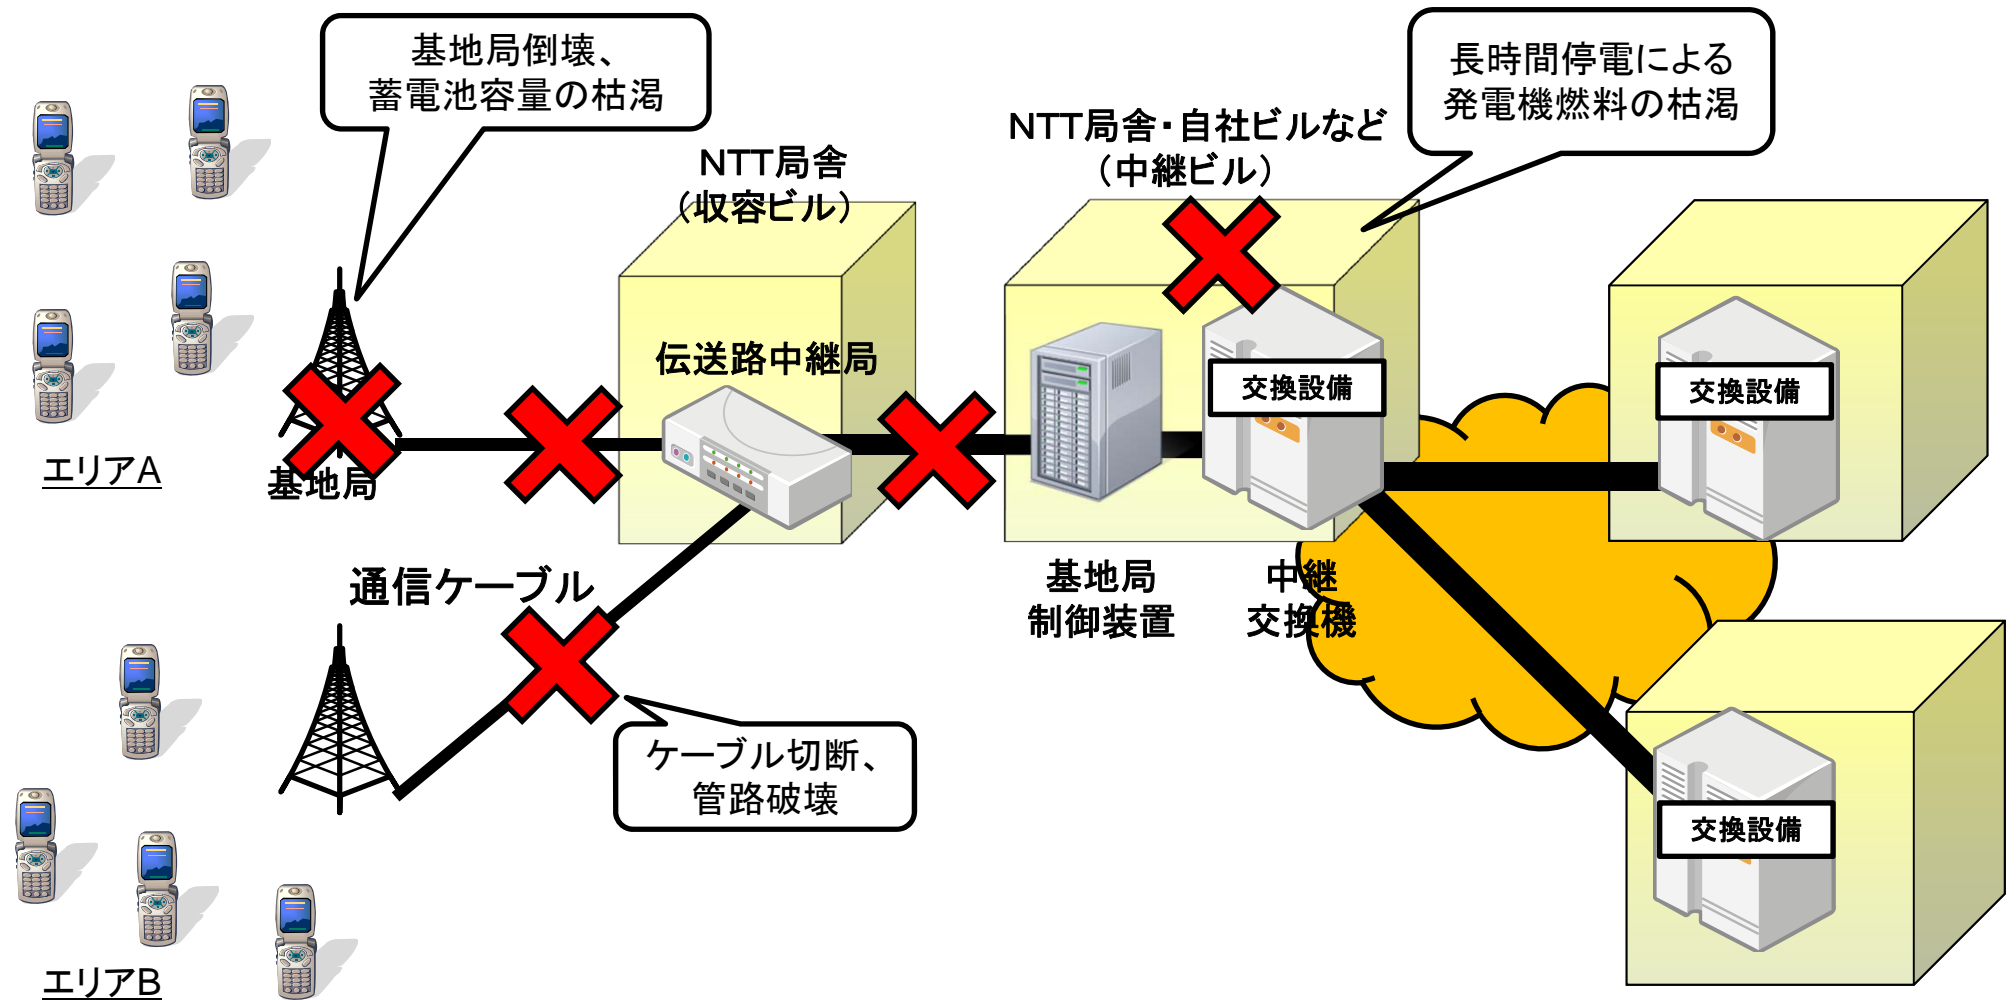 基地局倒壊、
蓄電池容量の枯渇
長時間停電による
発電機燃料の枯渇
NTT局舎
（収容ビル）
NTT局舎・自社ビルなど
（中継ビル）
伝送路中継局
交換設備
交換設備
エリアA
基地局
通信ケーブル
基地局
制御装置
中継
交換機
ケーブル切断、
管路破壊
交換設備
エリアB